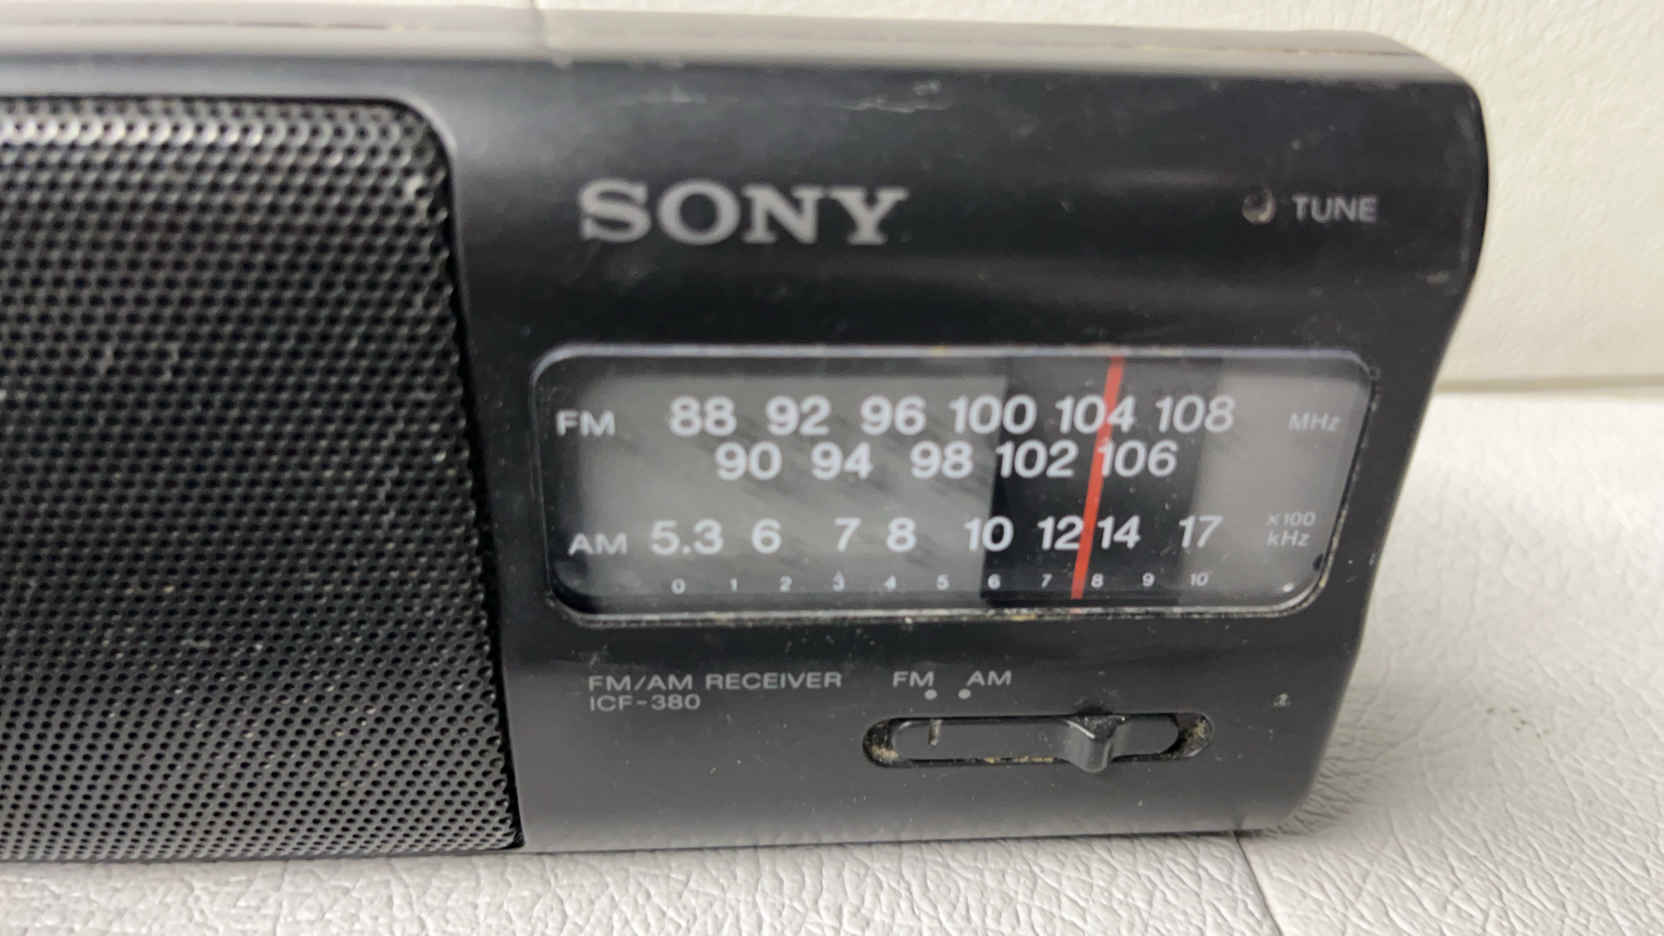 SONY
TUNE
FM 88 92 96 100 104 108 MHz
90 94 98 102 106
AM 5.3 6 7 8 10 12 14 17 x100 kHz
0 1 2 3 4 5 6 7 8 9 10
FM/AM RECEIVER
ICF-380
FM AM